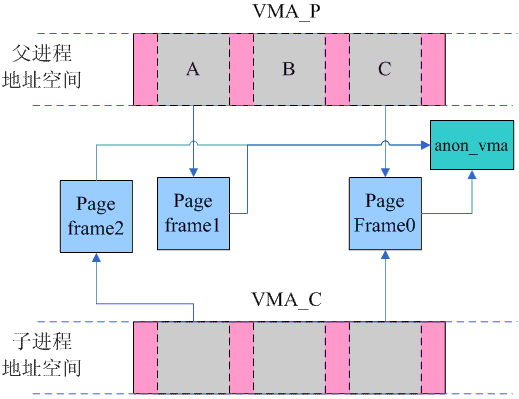 VMA_P
父进程
地址空间
A
B
C
anon_vma
Page
frame2
Page
frame1
Page
Frame0
VMA_C
子进程
地址空间